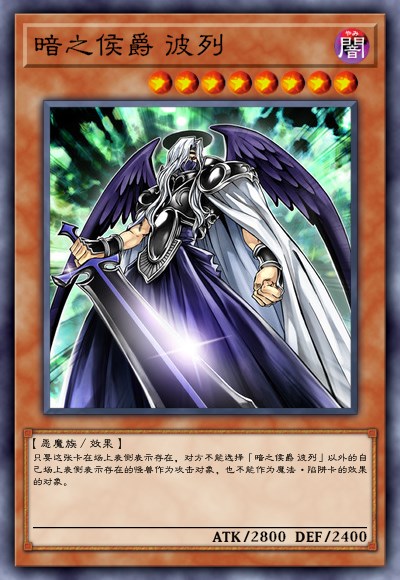 暗之侯爵 波列
やみ
闇
【恶魔族／效果】
只要这张卡在场上表侧表示存在，对方不能选择「暗之侯爵 波列」以外的自
己场上表侧表示存在的怪兽作为攻击对象，也不能作为魔法·陷阱卡的效果
的对象。
ATK/2800 DEF/2400